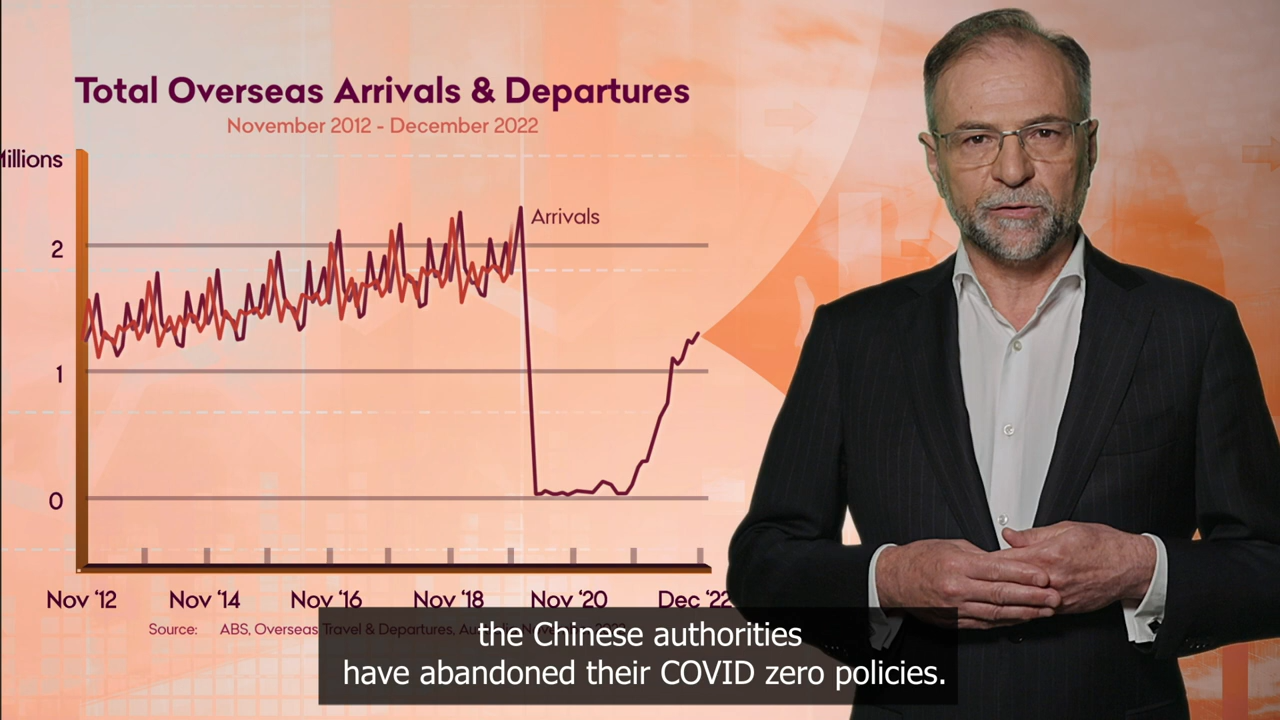 Total Overseas Arrivals & Departures
November 2012 - December 2022
Millions
Arrivals
2
1
0
Nov ‘12 Nov ‘14 Nov ‘16 Nov ‘18 Nov ‘20 Dec ‘22
Source: ABS, Overseas Travel & Departures,
the Chinese authorities
have abandoned their COVID zero policies.